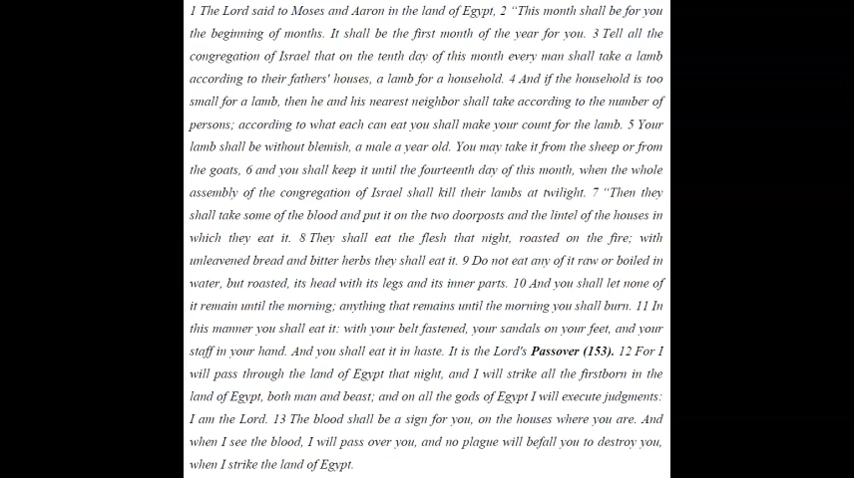 1 The Lord said to Moses and Aaron in the land of Egypt, 2 “This month shall be for you
the beginning of months. It shall be the first month of the year for you. 3 Tell all the
congregation of Israel that on the tenth day of this month every man shall take a lamb
according to their fathers' houses, a lamb for a household. 4 And if the household is too
small for a lamb, then he and his nearest neighbor shall take according to the number of
persons; according to what each can eat you shall make your count for the lamb. 5 Your
lamb shall be without blemish, a male a year old. You may take it from the sheep or from
the goats, 6 and you shall keep it until the fourteenth day of this month, when the whole
assembly of the congregation of Israel shall kill their lambs at twilight. 7 “Then they
shall take some of the blood and put it on the two doorposts and the lintel of the houses in
which they eat it. 8 They shall eat the flesh that night, roasted on the fire; with
unleavened bread and bitter herbs they shall eat it. 9 Do not eat any of it raw or boiled in
water, but roasted, its head with its legs and its inner parts. 10 And you shall let none of
it remain until the morning; anything that remains until the morning you shall burn. 11 In
this manner you shall eat it: with your belt fastened, your sandals on your feet, and your
staff in your hand. And you shall eat it in haste. It is the Lord's Passover (153). 12 For I
will pass through the land of Egypt that night, and I will strike all the firstborn in the
land of Egypt, both man and beast; and on all the gods of Egypt I will execute judgments:
I am the Lord. 13 The blood shall be a sign for you, on the houses where you are. And
when I see the blood, I will pass over you, and no plague will befall you to destroy you,
when I strike the land of Egypt.